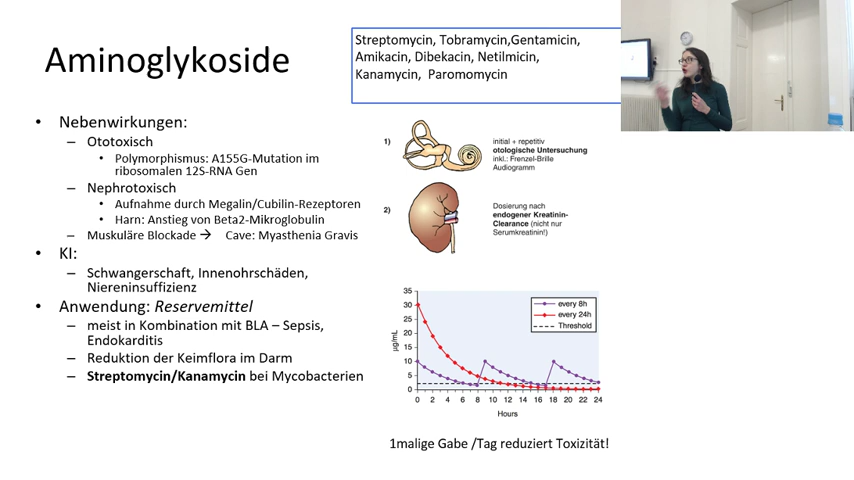 Aminoglykoside
Streptomycin, Tobramycin,Gentamicin,
Amikacin, Dibekacin, Netilmicin,
Kanamycin, Paromomycin
• Nebenwirkungen:
– Ototoxisch
• Polymorphismus: A155G-Mutation im
ribosomalen 12S-RNA Gen
– Nephrotoxisch
• Aufnahme durch Megalin/Cubilin-Rezeptoren
• Harn: Anstieg von Beta2-Mikroglobulin
– Muskuläre Blockade → Cave: Myasthenia Gravis
• KI:
– Schwangerschaft, Innenohrschäden,
Niereninsuffizienz
• Anwendung: Reservemittel
– meist in Kombination mit BLA – Sepsis,
Endokarditis
– Reduktion der Keimflora im Darm
– Streptomycin/Kanamycin bei Mycobacterien
1)
initial + repetitiv
otologische Untersuchung
inkl.: Frenzel-Brille
Audiogramm
2)
Dosierung nach
endogener Kreatinin-
Clearance (nicht nur
Serumkreatinin!)
35
30
25
20
15
10
5
0
µg/mL
every 8h
every 24h
Threshold
0 2 4 6 8 10 12 14 16 18 20 22 24
Hours
1malige Gabe /Tag reduziert Toxizität!